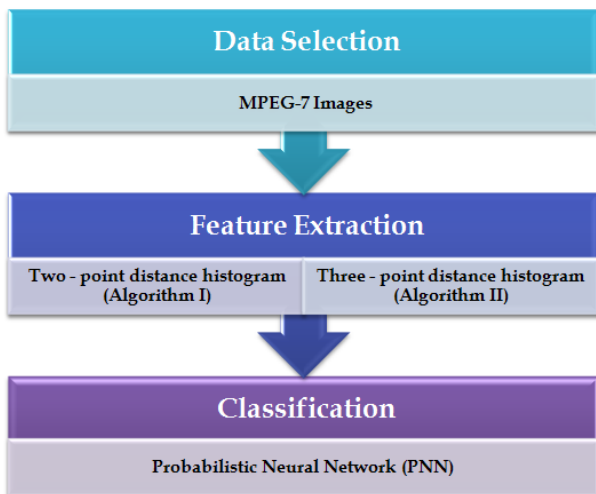 Data Selection
MPEG-7 Images
Feature Extraction
Two - point distance histogram
(Algorithm I)
Three - point distance histogram
(Algorithm II)
Classification
Probabilistic Neural Network (PNN)